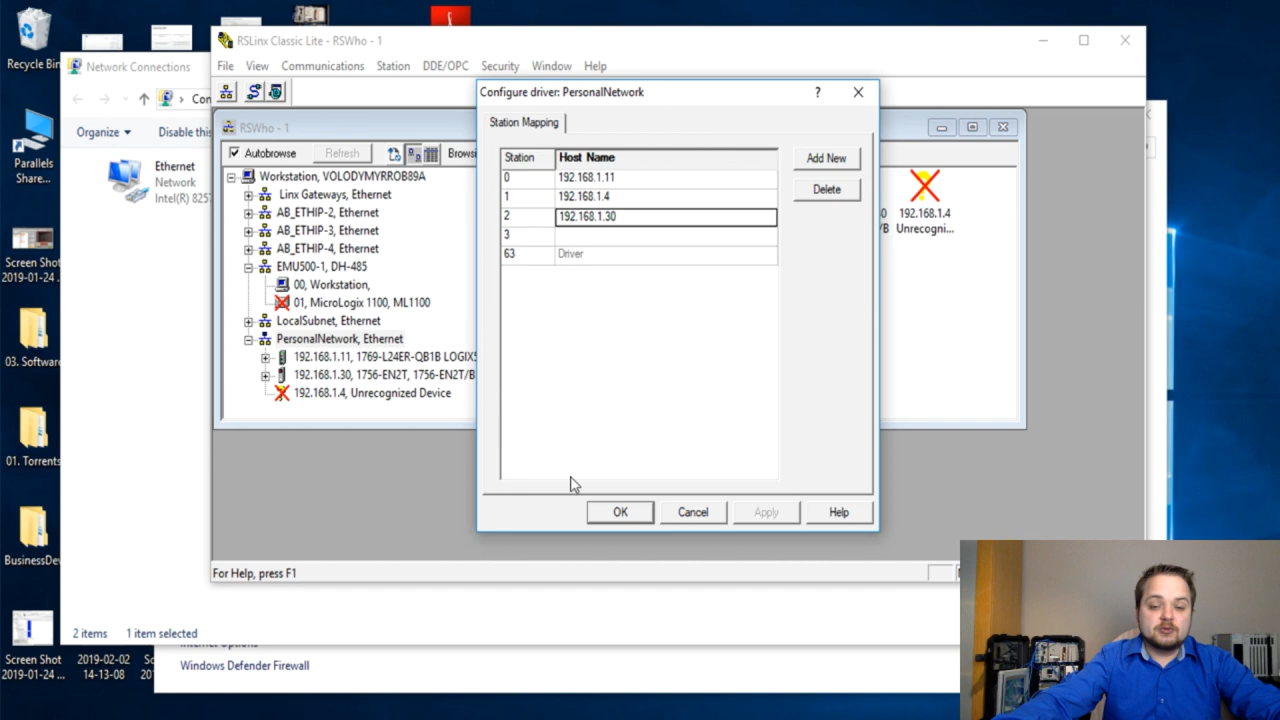 Recycle Bin
Parallels
Share...
Screen Shot
2019-01-24 ...
03. Software
01. Torrents
BusinessDev
Screen Shot
2019-01-24 ...
2019-02-02
14-13-08
Network Connections
Organize
Disable this
Ethernet
Network
Intel(R) 825
2 items
1 item selected
Windows Defender Firewall
RSLinx Classic Lite - RSWho - 1
File View Communications Station DDE/OPC Security Window Help
RSWho - 1
Autobrowse
Refresh
Browsi
Workstation, VOLODYMYRROB89A
Linx Gateways, Ethernet
AB_ETHIP-2, Ethernet
AB_ETHIP-3, Ethernet
AB_ETHIP-4, Ethernet
EMU500-1, DH-485
00, Workstation,
01, MicroLogix 1100, ML1100
LocalSubnet, Ethernet
PersonalNetwork, Ethernet
192.168.1.11, 1769-L24ER-QB1B LOGIX5
192.168.1.30, 1756-EN2T, 1756-EN2T/B
192.168.1.4, Unrecognized Device
192.168.1.4
Unrecogni...
For Help, press F1
Configure driver: PersonalNetwork
?
Station Mapping
Station Host Name
0 192.168.1.11
1 192.168.1.4
2 192.168.1.30
3
63 Driver
Add New
Delete
OK
Cancel
Apply
Help